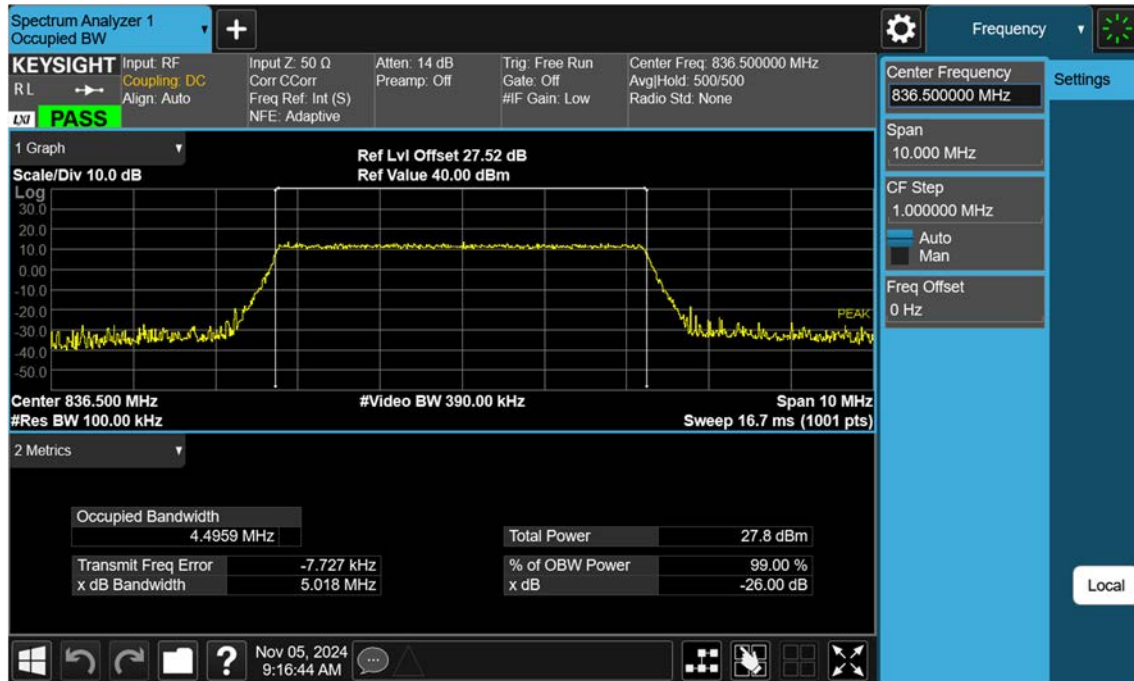 Spectrum Analyzer 1
Occupied BW
+
Frequency
KEYSIGHT
R L
LXI PASS
Input: RF
Coupling: DC
Align: Auto
Input Z: 50 Ω
Corr CCorr
Freq Ref: Int (S)
NFE: Adaptive
Atten: 14 dB
Preamp: Off
Trig: Free Run
Gate: Off
#IF Gain: Low
Center Freq: 836.500000 MHz
Avg|Hold: 500/500
Radio Std: None
1 Graph
Scale/Div 10.0 dB
Ref Lvl Offset 27.52 dB
Ref Value 40.00 dBm
Log
30.0
20.0
10.0
0.00
-10.0
-20.0
-30.0
-40.0
-50.0
PEAK
Center 836.500 MHz
#Video BW 390.00 kHz
Span 10 MHz
#Res BW 100.00 kHz
Sweep 16.7 ms (1001 pts)
2 Metrics
Occupied Bandwidth
4.4959 MHz
Total Power 27.8 dBm
Transmit Freq Error -7.727 kHz
% of OBW Power 99.00 %
x dB Bandwidth 5.018 MHz
x dB -26.00 dB
Center Frequency
836.500000 MHz
Settings
Span
10.000 MHz
CF Step
1.000000 MHz
Auto
Man
Freq Offset
0 Hz
Local
?
Nov 05, 2024
9:16:44 AM